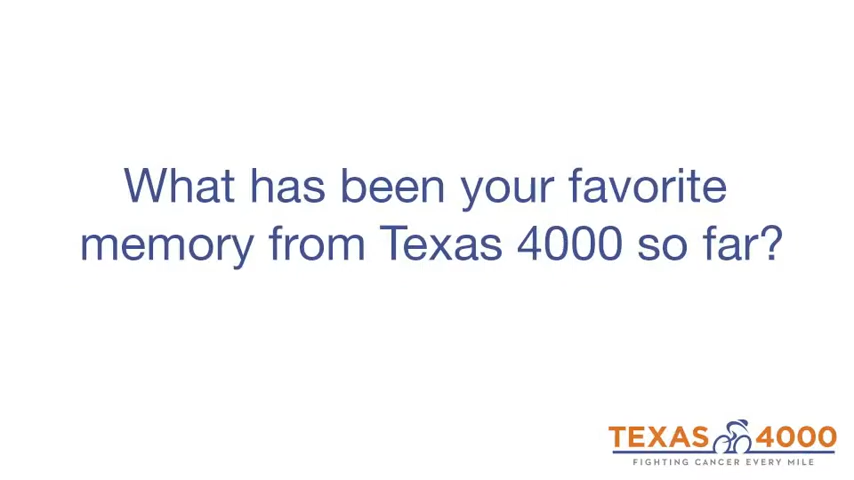 What has been your favorite
memory from Texas 4000 so far?
TEXAS 4000
FIGHTING CANCER EVERY MILE